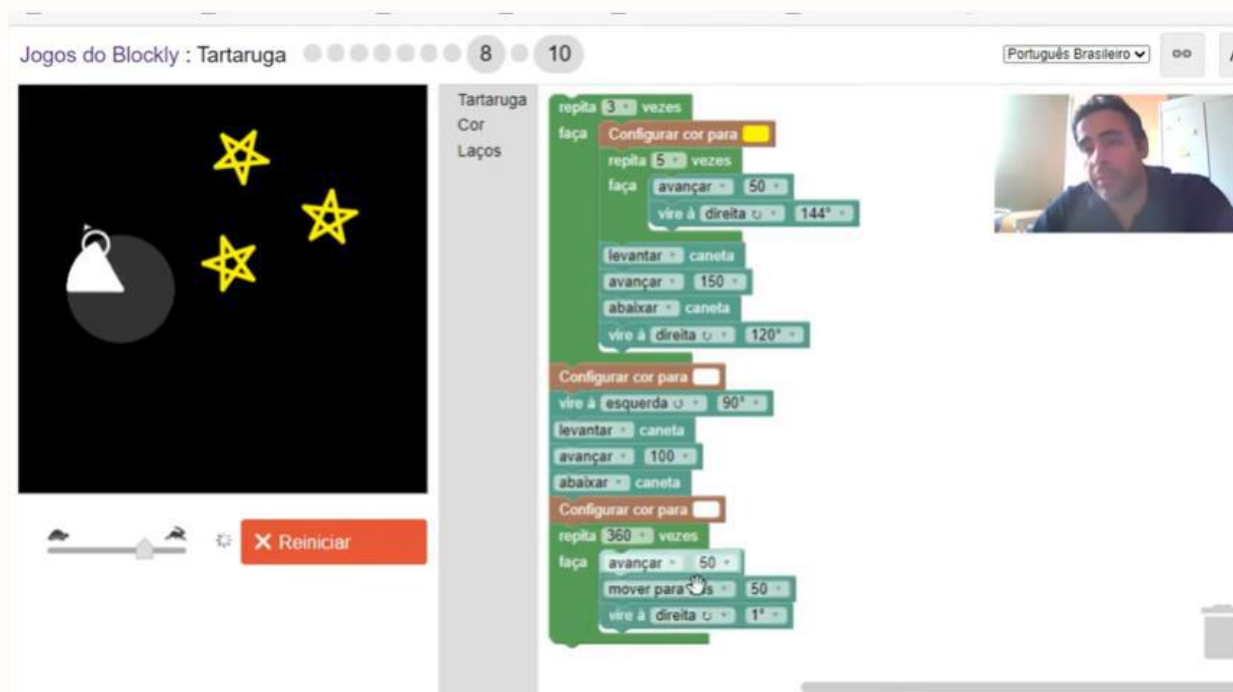 Jogos do Blockly : Tartaruga 8 10
Português Brasileiro
Tartaruga
Cor
Laços
repita 3 vezes
faça Configurar cor para
repita 5 vezes
faça avançar 50
vire à direita ↻ 144°
levantar caneta
avançar 150
abaixar caneta
vire à direita ↻ 120°
Configurar cor para
vire à esquerda ↺ 90°
levantar caneta
avançar 100
abaixar caneta
Configurar cor para
repita 360 vezes
faça avançar 50
mover para 50
vire à direita ↻ 1°
Reiniciar